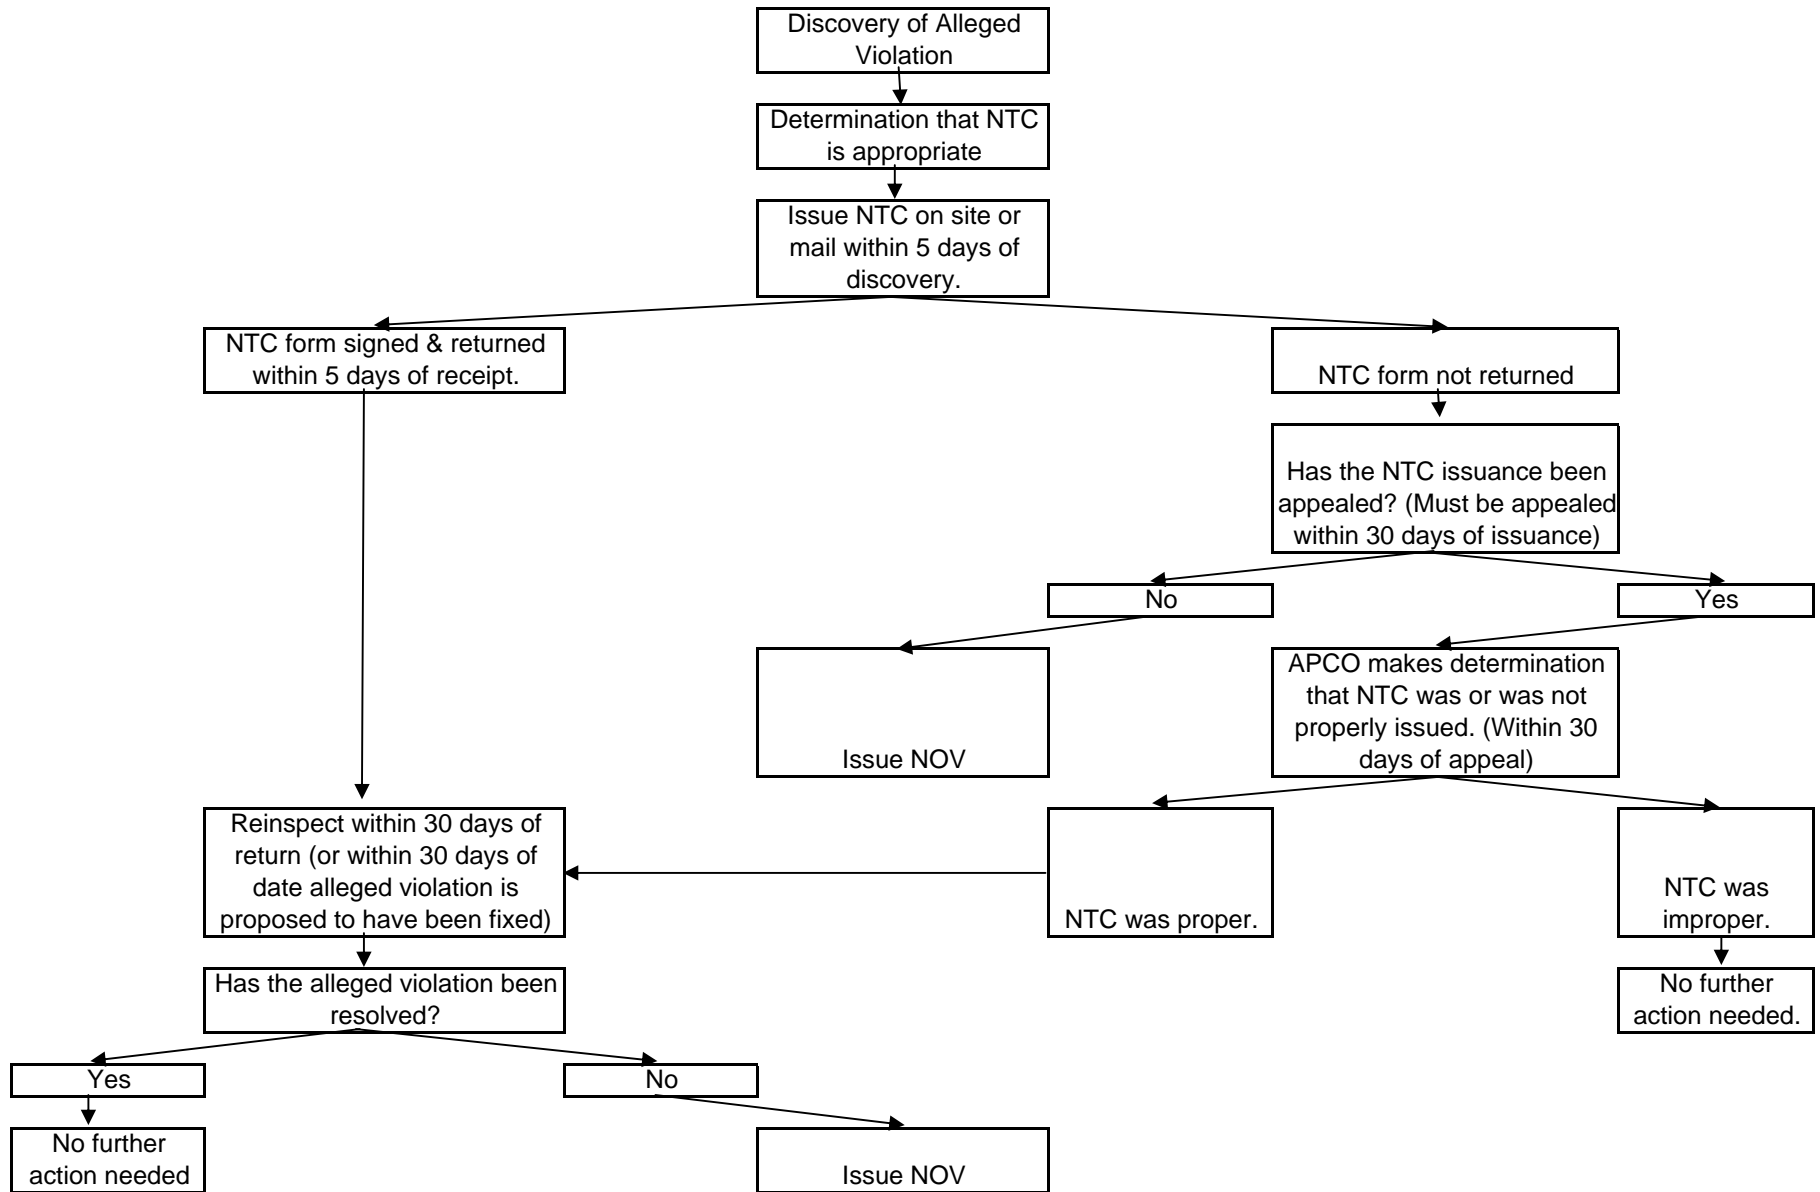 Discovery of Alleged
Violation
Determination that NTC
is appropriate
Issue NTC on site or
mail within 5 days of
discovery.
NTC form signed & returned
within 5 days of receipt.
NTC form not returned
Has the NTC issuance been
appealed? (Must be appealed
within 30 days of issuance)
No
Yes
Issue NOV
APCO makes determination
that NTC was or was not
properly issued. (Within 30
days of appeal)
Reinspect within 30 days of
return (or within 30 days of
date alleged violation is
proposed to have been fixed)
NTC was proper.
NTC was
improper.
Has the alleged violation been
resolved?
No further
action needed.
Yes
No
No further
action needed
Issue NOV